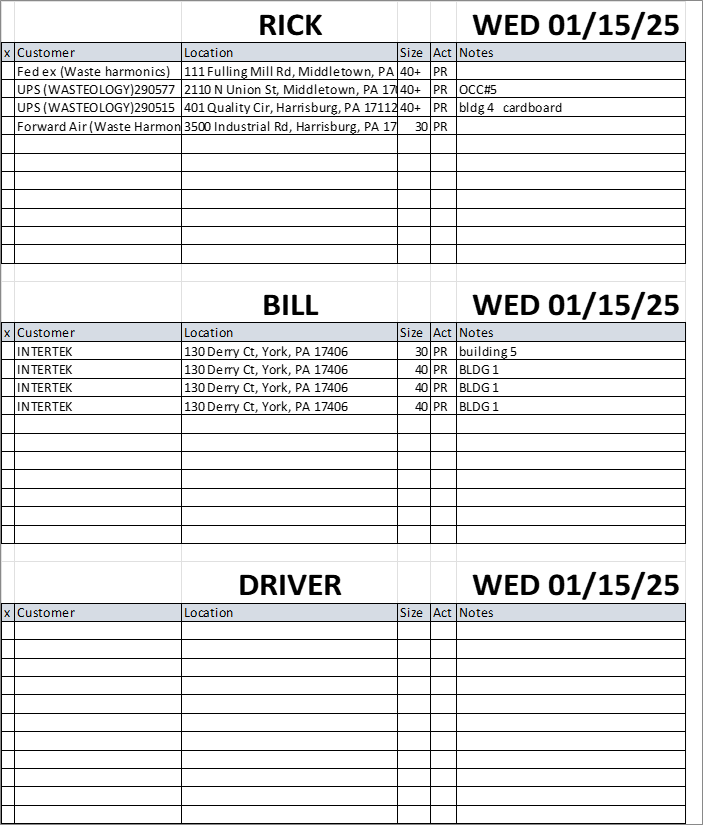 RICK WED 01/15/25
x Customer Location Size Act Notes
Fed ex (Waste harmonics) 111 Fulling Mill Rd, Middletown, PA 40+ PR
UPS (WASTEOLOGY)290577 2110 N Union St, Middletown, PA 17 40+ PR OCC#5
UPS (WASTEOLOGY)290515 401 Quality Cir, Harrisburg, PA 17112 40+ PR bldg 4 cardboard
Forward Air (Waste Harmon 3500 Industrial Rd, Harrisburg, PA 17 30 PR
BILL WED 01/15/25
x Customer Location Size Act Notes
INTERTEK 130 Derry Ct, York, PA 17406 30 PR building 5
INTERTEK 130 Derry Ct, York, PA 17406 40 PR BLDG 1
INTERTEK 130 Derry Ct, York, PA 17406 40 PR BLDG 1
INTERTEK 130 Derry Ct, York, PA 17406 40 PR BLDG 1
DRIVER WED 01/15/25
x Customer Location Size Act Notes